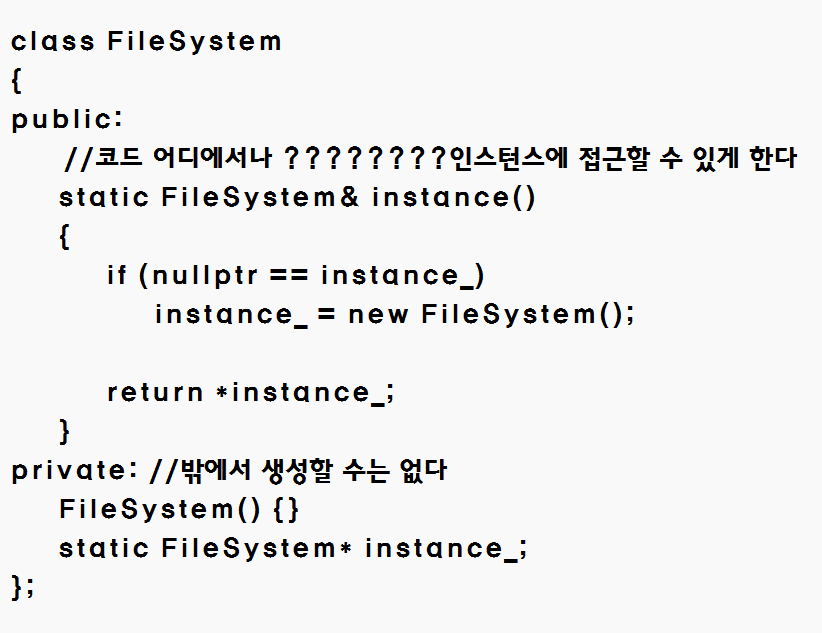 class FileSystem
{
public:
//코드 어디에서나 ????????인스턴스에 접근할 수 있게 한다
static FileSystem& instance()
{
if (nullptr == instance_)
instance_ = new FileSystem();
return *instance_;
}
private: //밖에서 생성할 수는 없다
FileSystem() {}
static FileSystem* instance_;
};